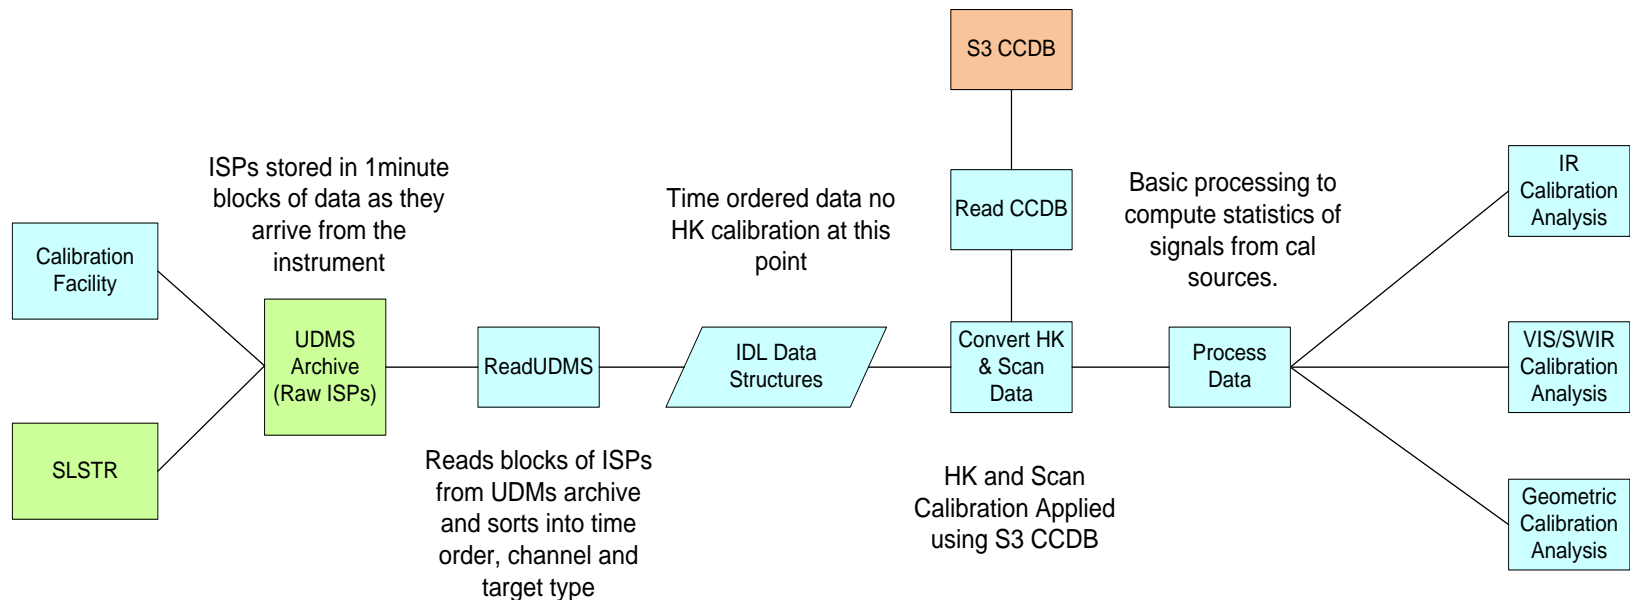 S3 CCDB
ISPs stored in 1minute
blocks of data as they
arrive from the
instrument
Time ordered data no
HK calibration at this
point
Read CCDB
Basic processing to
compute statistics of
signals from cal
sources.
IR
Calibration
Analysis
Calibration
Facility
UDMS
Archive
(Raw ISPs)
ReadUDMS
IDL Data
Structures
Convert HK
& Scan
Data
Process
Data
VIS/SWIR
Calibration
Analysis
SLSTR
Reads blocks of ISPs
from UDMs archive
and sorts into time
order, channel and
target type
HK and Scan
Calibration Applied
using S3 CCDB
Geometric
Calibration
Analysis